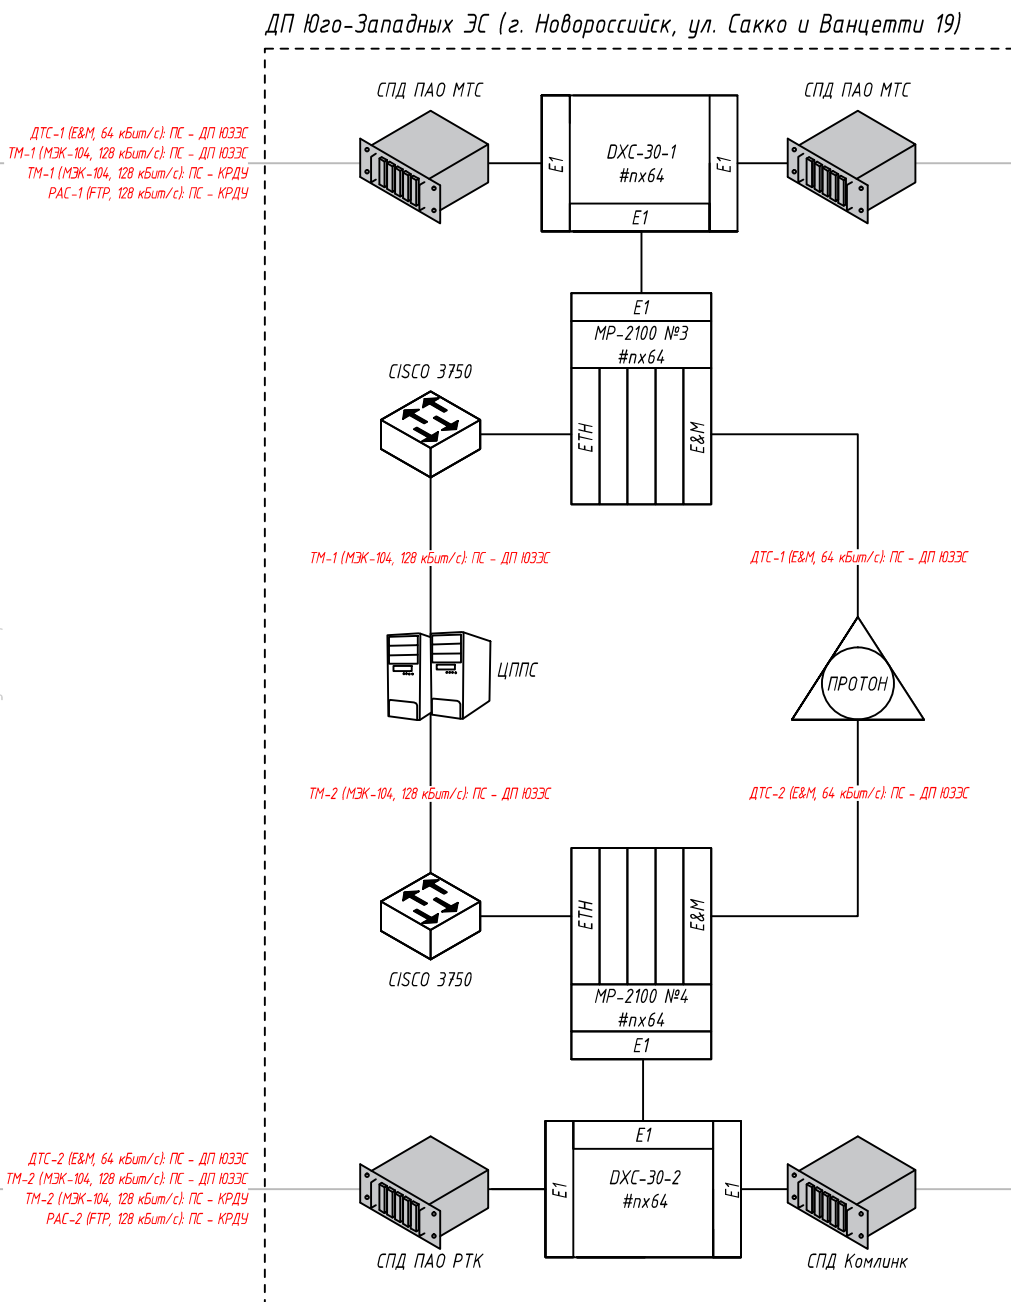 ДП Юго-Западных ЭС (г. Новороссийск, ул. Сакко и Ванцетти 19)
СПД ПАО МТС
СПД ПАО МТС
ДТС-1 (E&M, 64 кБит/с): ПС - ДП ЮЗЭС
ТМ-1 (МЭК-104, 128 кБит/с): ПС - ДП ЮЗЭС
ТМ-1 (МЭК-104, 128 кБит/с): ПС - КРДУ
РАС-1 (FTP, 128 кБит/с): ПС - КРДУ
E1
DXC-30-1
#nx64
E1
E1
E1
МР-2100 №3
#nx64
CISCO 3750
ETH
E&M
ТМ-1 (МЭК-104, 128 кБит/с): ПС - ДП ЮЗЭС
ДТС-1 (E&M, 64 кБит/с): ПС - ДП ЮЗЭС
ЦППС
ПРОТОН
ТМ-2 (МЭК-104, 128 кБит/с): ПС - ДП ЮЗЭС
ДТС-2 (E&M, 64 кБит/с): ПС - ДП ЮЗЭС
ETH
E&M
CISCO 3750
МР-2100 №4
#nx64
E1
E1
ДТС-2 (E&M, 64 кБит/с): ПС - ДП ЮЗЭС
ТМ-2 (МЭК-104, 128 кБит/с): ПС - ДП ЮЗЭС
ТМ-2 (МЭК-104, 128 кБит/с): ПС - КРДУ
РАС-2 (FTP, 128 кБит/с): ПС - КРДУ
E1
DXC-30-2
#nx64
E1
СПД ПАО РТК
СПД Комлинк